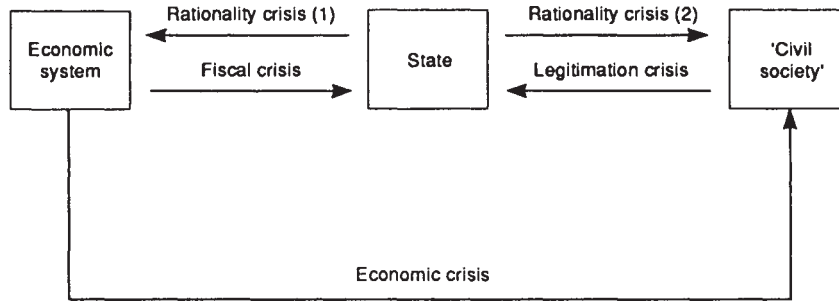 Rationality crisis (1)
Rationality crisis (2)
Economic
system
State
'Civil
society'
Fiscal crisis
Legitimation crisis
Economic crisis